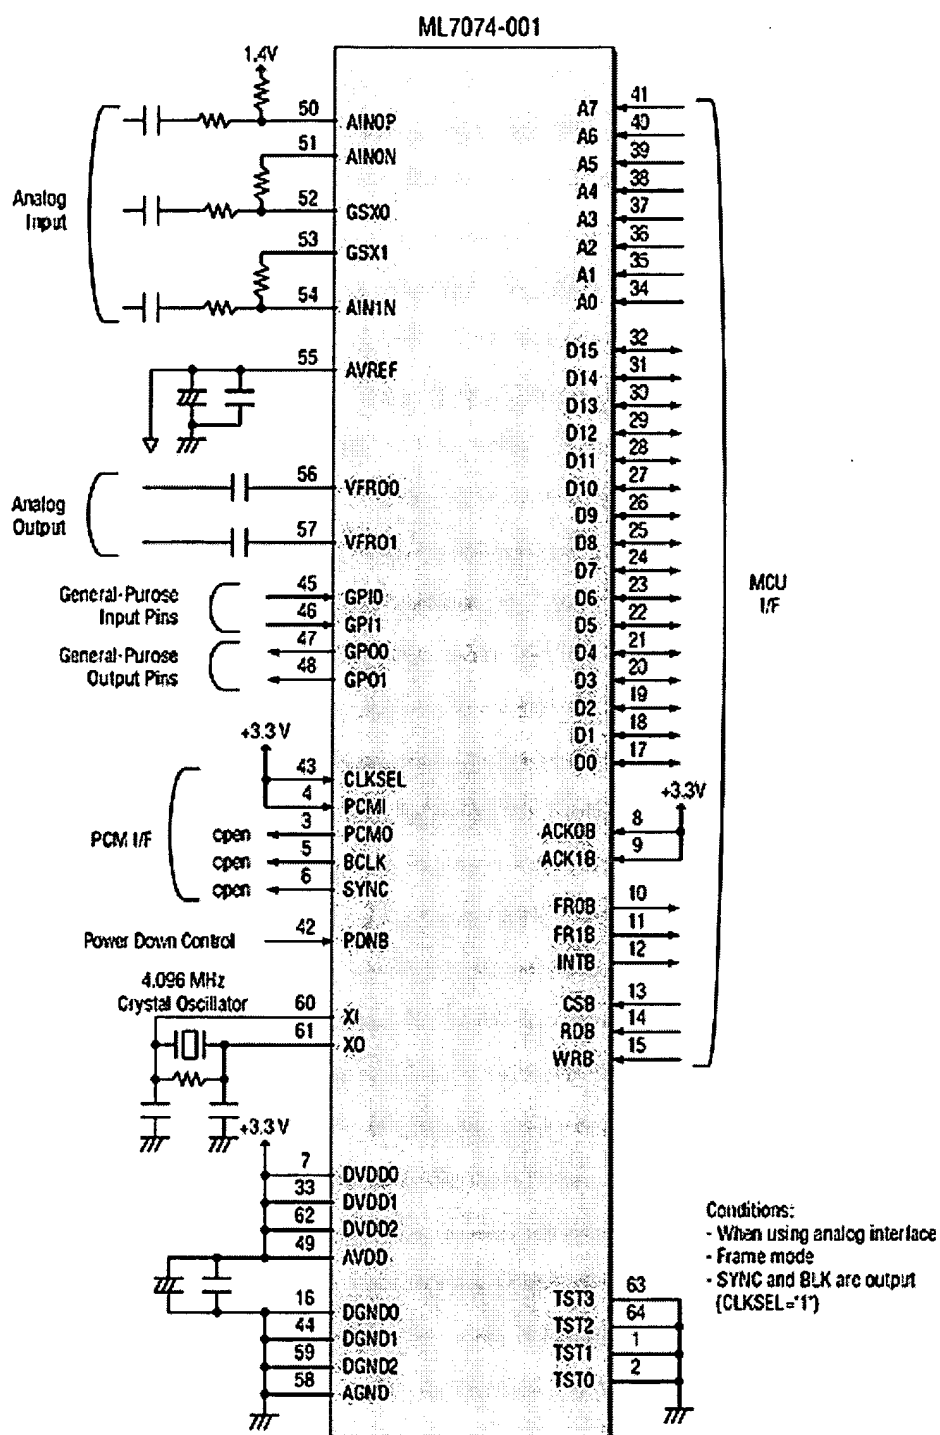 ML7074-001
1.4V
Analog
Input
50 AIN0P
51 AIN0N
52 GSX0
53 GSX1
54 AIN1N
55 AVREF
Analog
Output
56 VFRO0
57 VFRO1
General-Purose
Input Pins
45 GPI0
46 GPI1
General-Purose
Output Pins
47 GPO0
48 GPO1
+3.3 V
PCM I/F
43 CLKSEL
4 PCMI
open 3 PCMO
open 5 BCLK
open 6 SYNC
Power Down Control 42 PDNB
4.096 MHz
Crystal Oscillator
60 XI
61 XO
+3.3 V
7 DVDD0
33 DVDD1
62 DVDD2
49 AVDD
16 DGND0
44 DGND1
59 DGND2
58 AGND
A7 41
A6 40
A5 39
A4 38
A3 37
A2 36
A1 35
A0 34
D15 32
D14 31
D13 30
D12 29
D11 28
D10 27
D9 26
D8 25
D7 24
D6 23
D5 22
D4 21
D3 20
D2 19
D1 18
D0 17
MCU
I/F
+3.3V
ACK0B 8
ACK1B 9
FR0B 10
FR1B 11
INTB 12
CSB 13
RDB 14
WRB 15
TST3 63
TST2 64
TST1 1
TST0 2
Conditions:
- When using analog interface
- Frame mode
- SYNC and BLK are output
(CLKSEL='1')